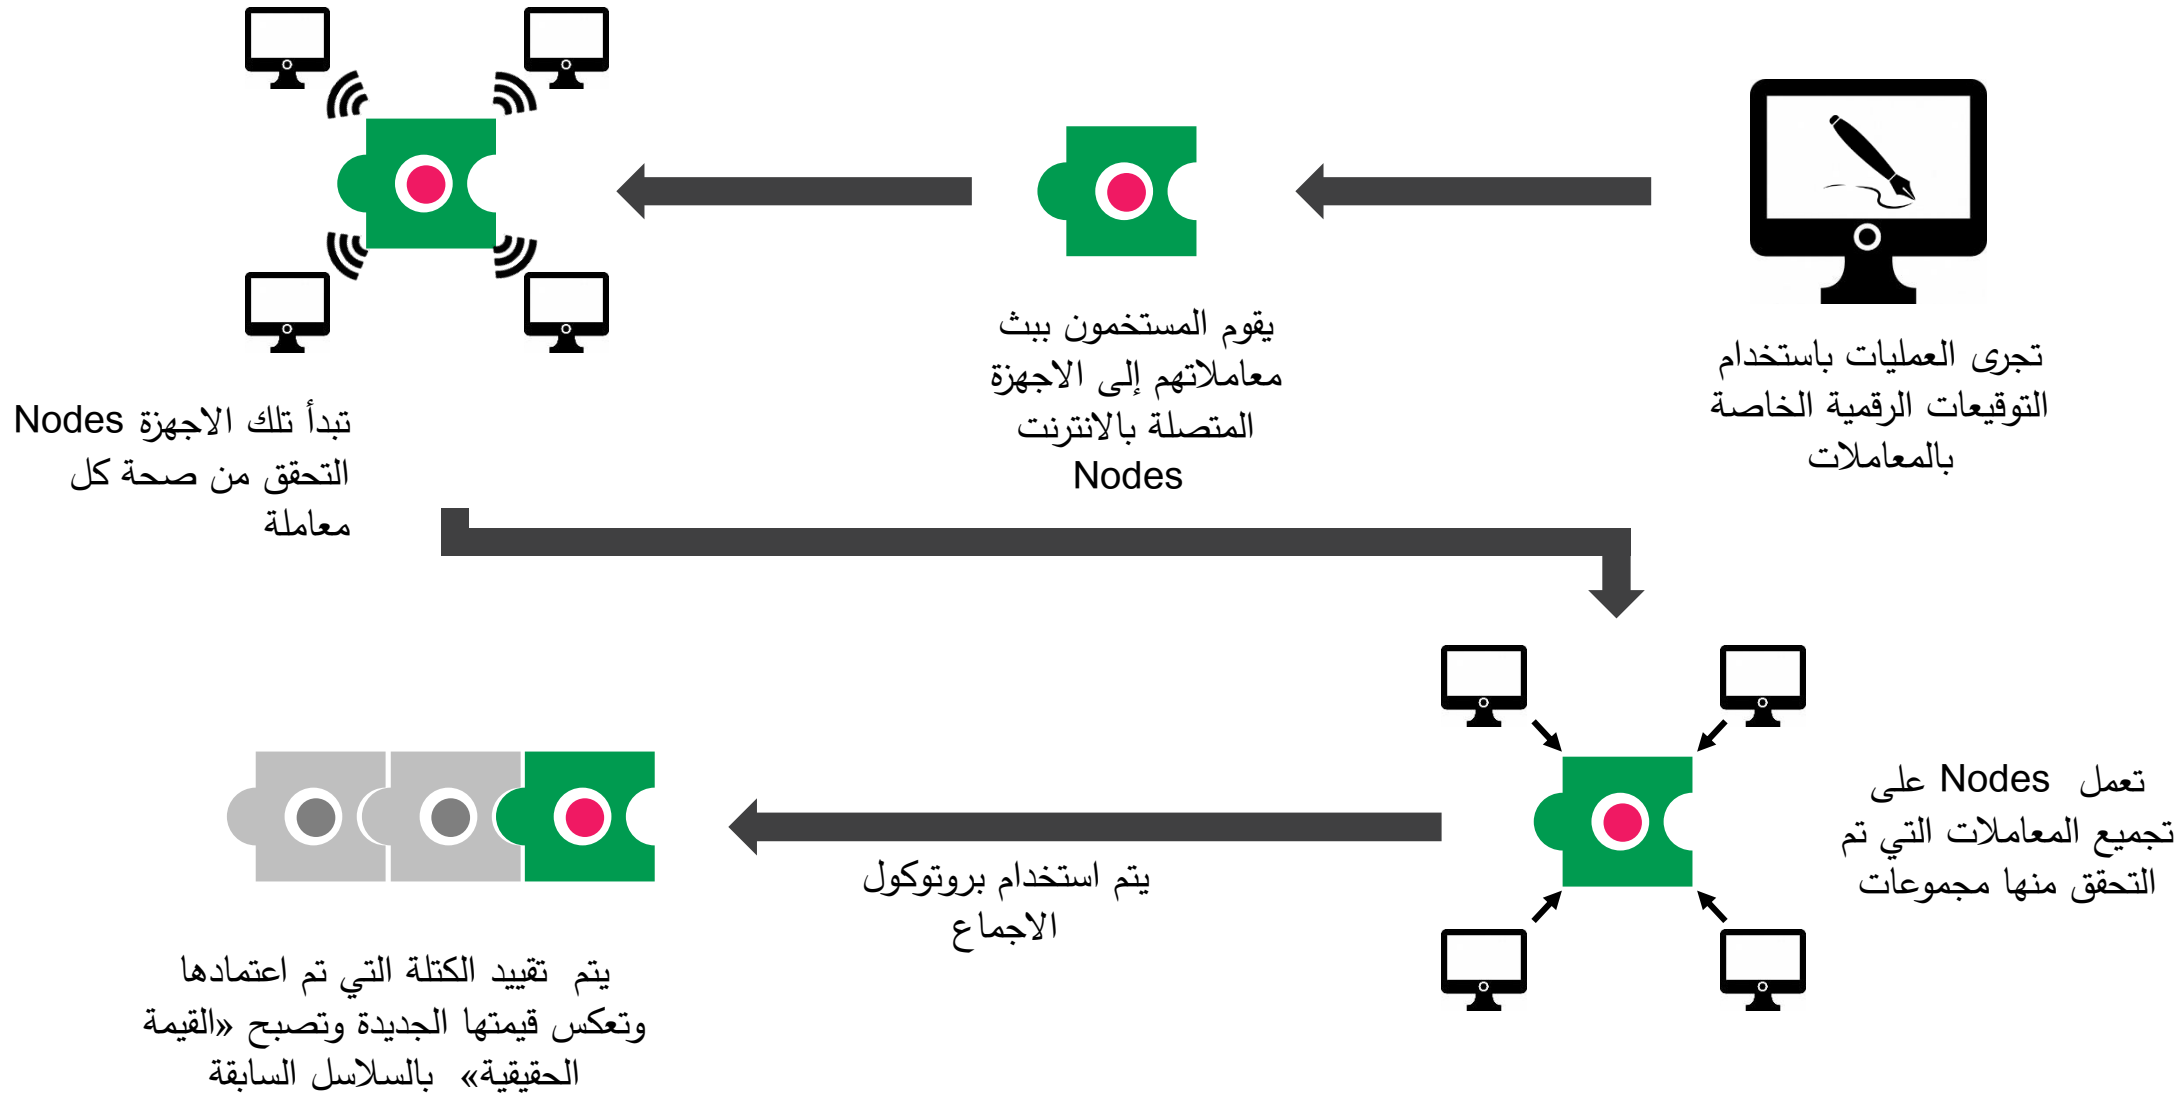 تجرى العمليات باستخدام
التوقيعات الرقمية الخاصة
بالمعاملات
يقوم المستخمون ببث
معاملاتهم إلى الاجهزة
المتصلة بالانترنت
Nodes
تبدأ تلك الاجهزة Nodes
التحقق من صحة كل
معاملة
تعمل Nodes على
تجميع المعاملات التي تم
التحقق منها مجموعات
يتم استخدام بروتوكول
الاجماع
يتم تقييد الكتلة التي تم اعتمادها
وتعكس قيمتها الجديدة وتصبح «القيمة
الحقيقية» بالسلاسل السابقة